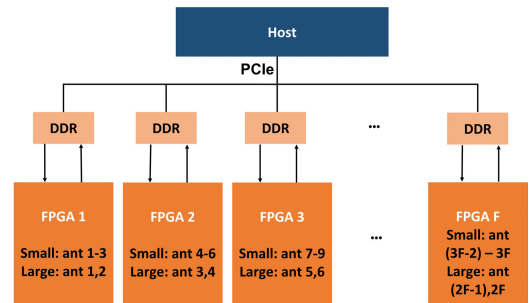 Host
PCIe
DDR
DDR
DDR
...
DDR
FPGA 1
Small: ant 1-3
Large: ant 1,2
FPGA 2
Small: ant 4-6
Large: ant 3,4
FPGA 3
Small: ant 7-9
Large: ant 5,6
...
FPGA F
Small: ant
(3F-2) – 3F
Large: ant
(2F-1),2F